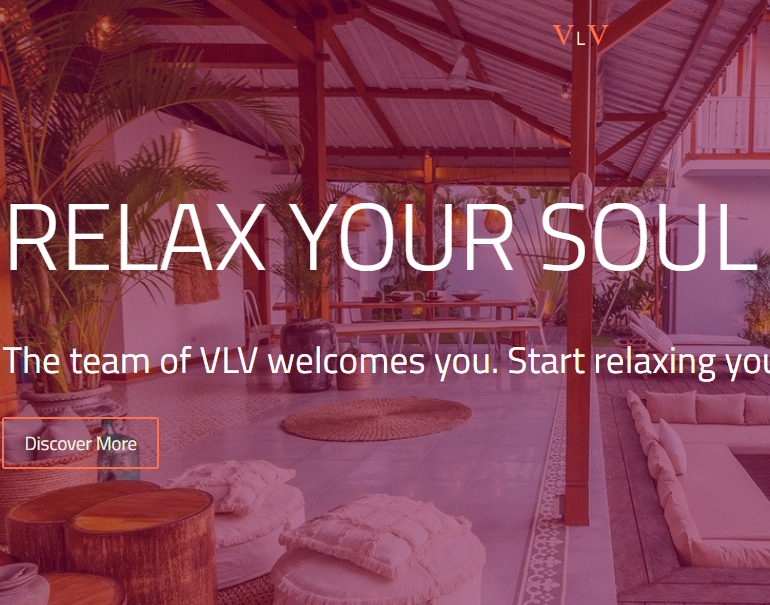 VLV
RELAX YOUR SOUL
The team of VLV welcomes you. Start relaxing you
Discover More